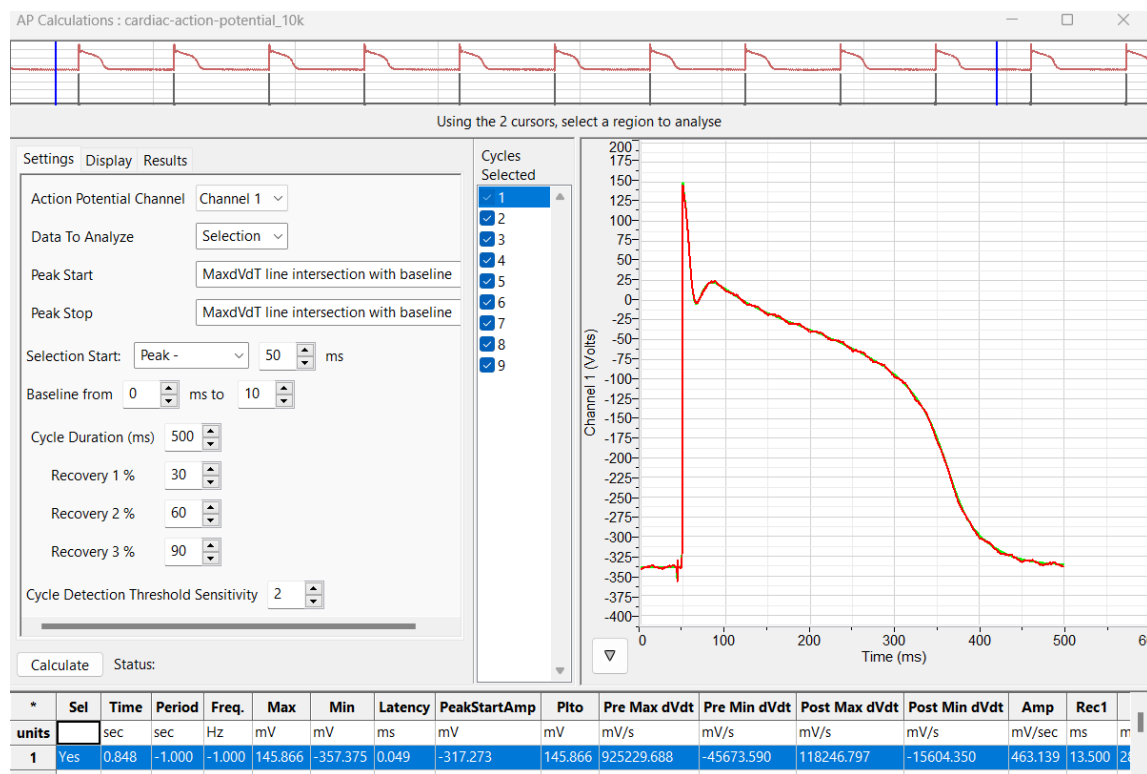 AP Calculations : cardiac-action-potential_10k
Using the 2 cursors, select a region to analyse
Settings Display Results
Action Potential Channel Channel 1
Data To Analyze Selection
Peak Start MaxdVdT line intersection with baseline
Peak Stop MaxdVdT line intersection with baseline
Selection Start: Peak - 50 ms
Baseline from 0 ms to 10
Cycle Duration (ms) 500
Recovery 1 % 30
Recovery 2 % 60
Recovery 3 % 90
Cycle Detection Threshold Sensitivity 2
Calculate Status:
Cycles
Selected
1
2
3
4
5
6
7
8
9
Channel 1 (Volts)
200
175
150
125
100
75
50
25
0
-25
-50
-75
-100
-125
-150
-175
-200
-225
-250
-275
-300
-325
-350
-375
-400
0 100 200 300 400 500
Time (ms)
* Sel Time Period Freq. Max Min Latency PeakStartAmp Plto Pre Max dVdt Pre Min dVdt Post Max dVdt Post Min dVdt Amp Rec1
units sec sec Hz mV mV ms mV mV mV/s mV/s mV/s mV/s mV/sec ms
1 Yes 0.848 -1.000 -1.000 145.866 -357.375 0.049 -317.273 145.866 925229.688 -45673.590 118246.797 -15604.350 463.139 13.500